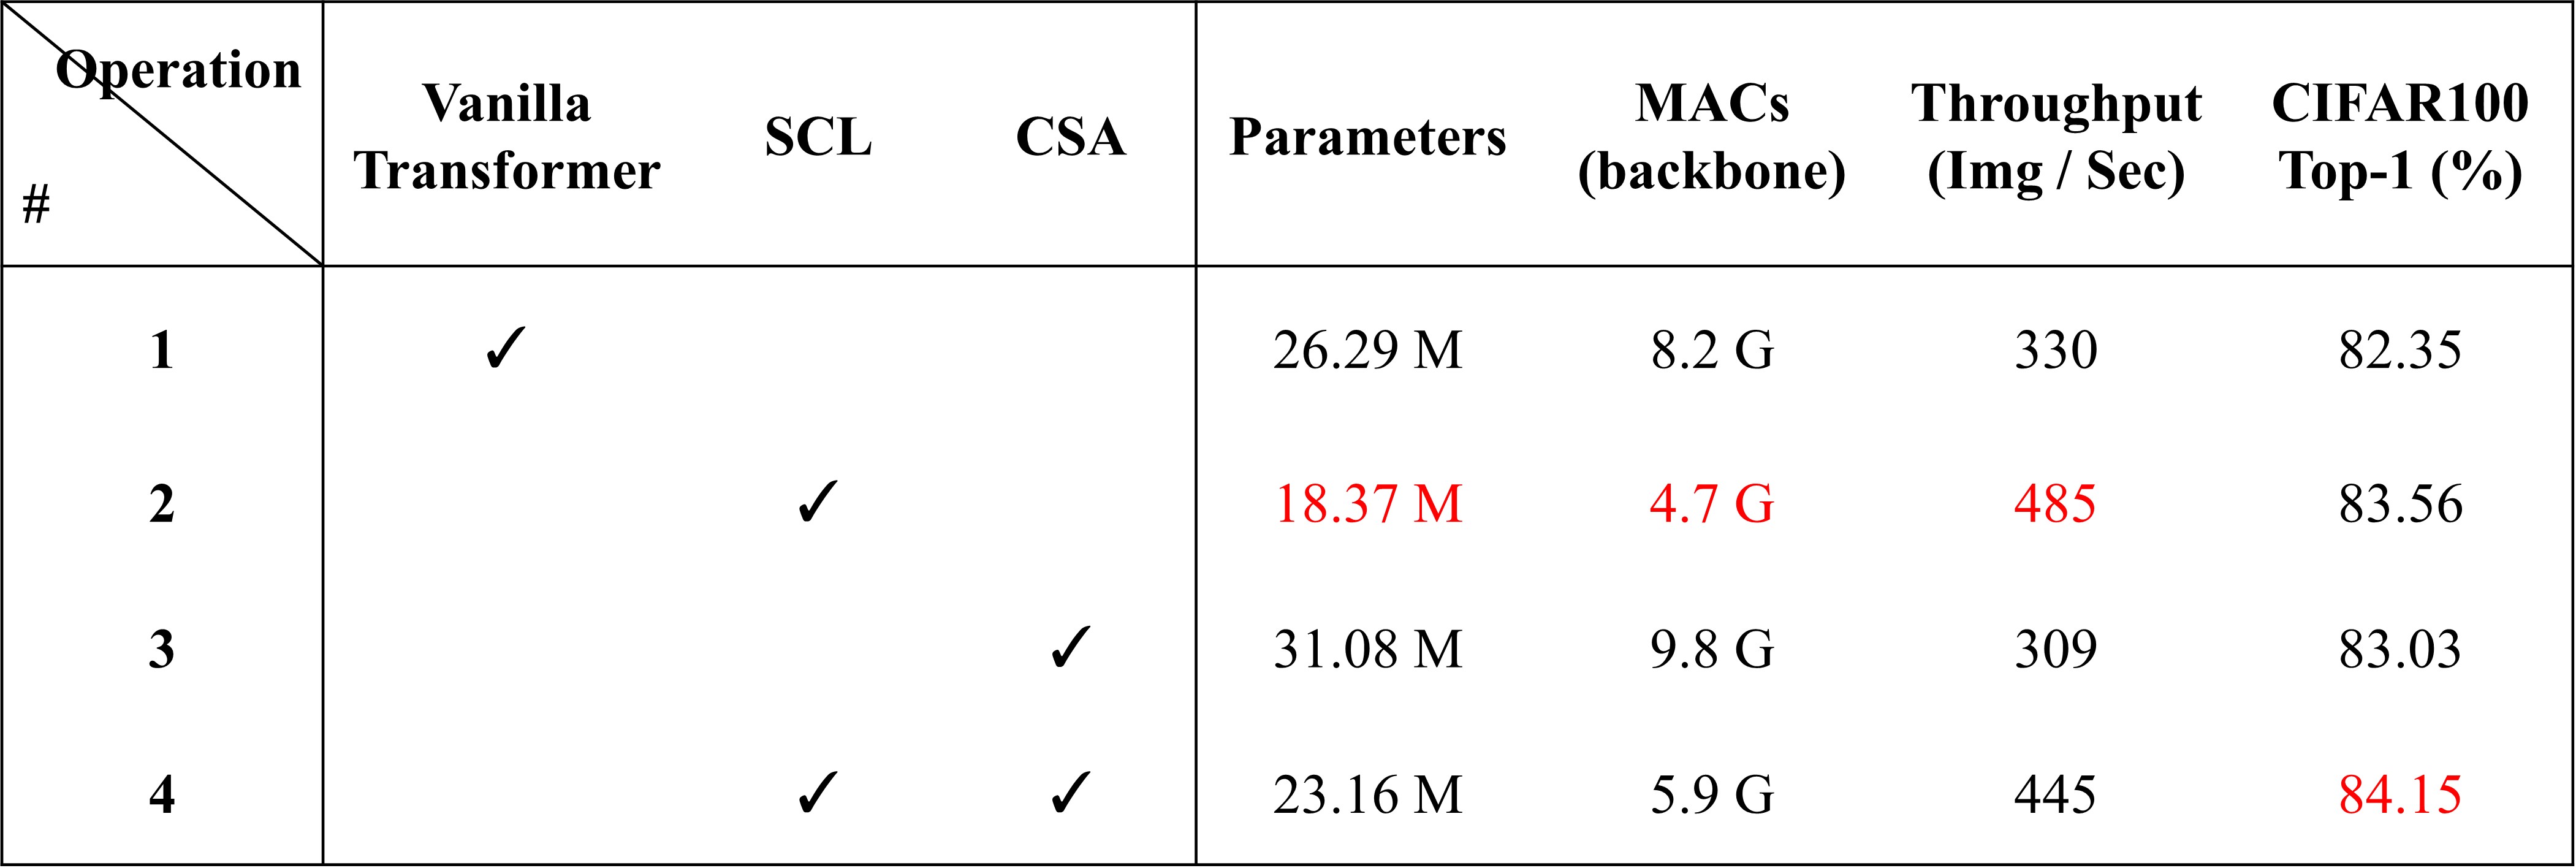 Operation
#
Vanilla
Transformer
SCL
CSA
Parameters
MACs
(backbone)
Throughput
(Img / Sec)
CIFAR100
Top-1 (%)
1 ✓ 26.29 M 8.2 G 330 82.35
2 ✓ 18.37 M 4.7 G 485 83.56
3 ✓ 31.08 M 9.8 G 309 83.03
4 ✓ ✓ 23.16 M 5.9 G 445 84.15